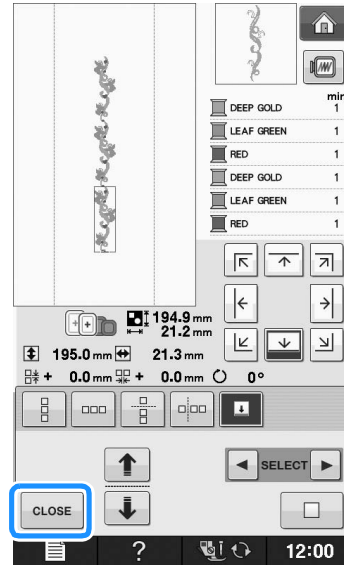 min
DEEP GOLD 1
LEAF GREEN 1
RED 1
DEEP GOLD 1
LEAF GREEN 1
RED 1
194.9 mm
21.2 mm
195.0 mm 21.3 mm
+ 0.0 mm + 0.0 mm 0°
SELECT
CLOSE
? 12:00